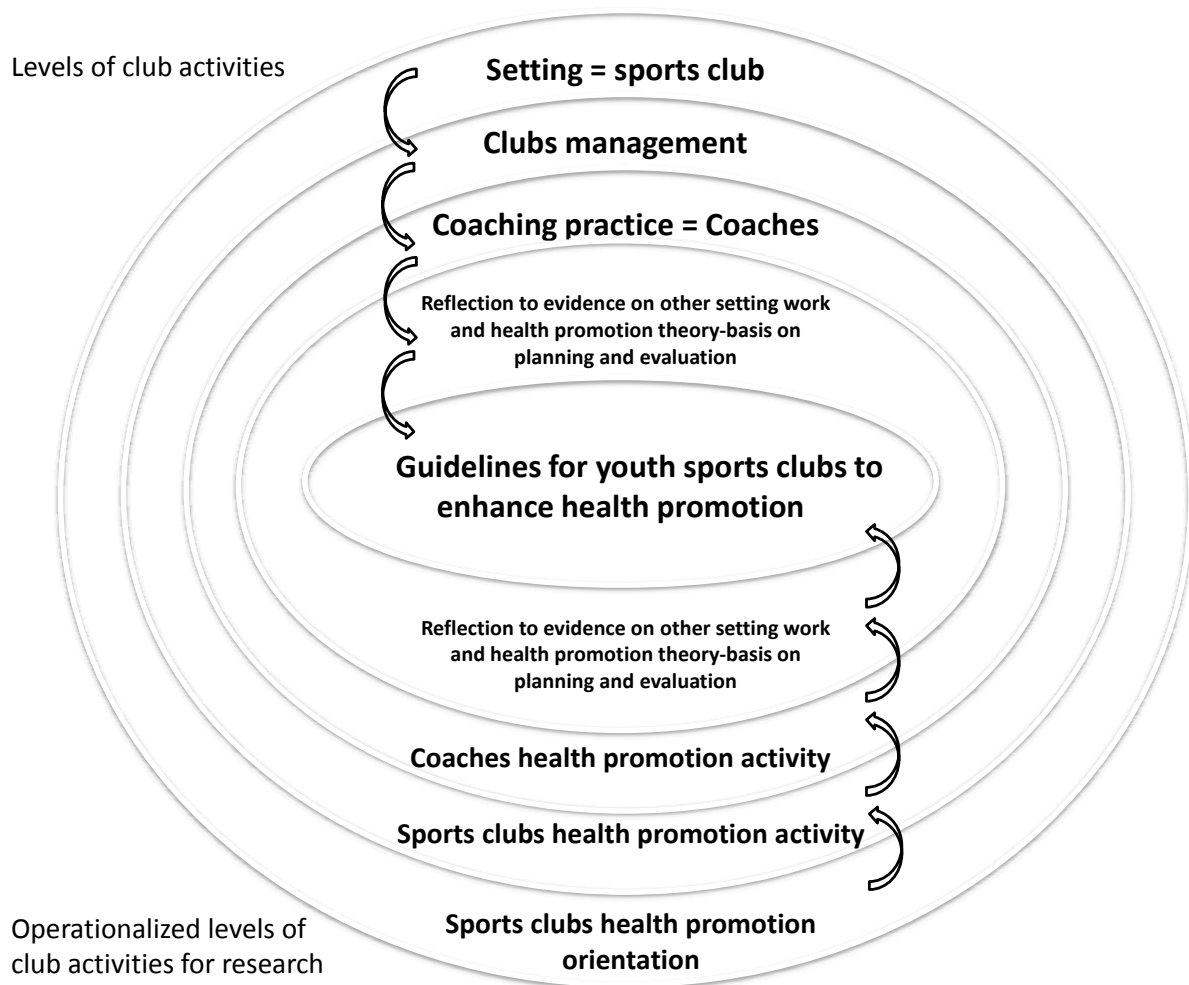 Levels of club activities
Setting = sports club
Clubs management
Coaching practice = Coaches
Reflection to evidence on other setting work
and health promotion theory-basis on
planning and evaluation
Guidelines for youth sports clubs to
enhance health promotion
Reflection to evidence on other setting work
and health promotion theory-basis on
planning and evaluation
Coaches health promotion activity
Sports clubs health promotion activity
Sports clubs health promotion
orientation
Operationalized levels of
club activities for research